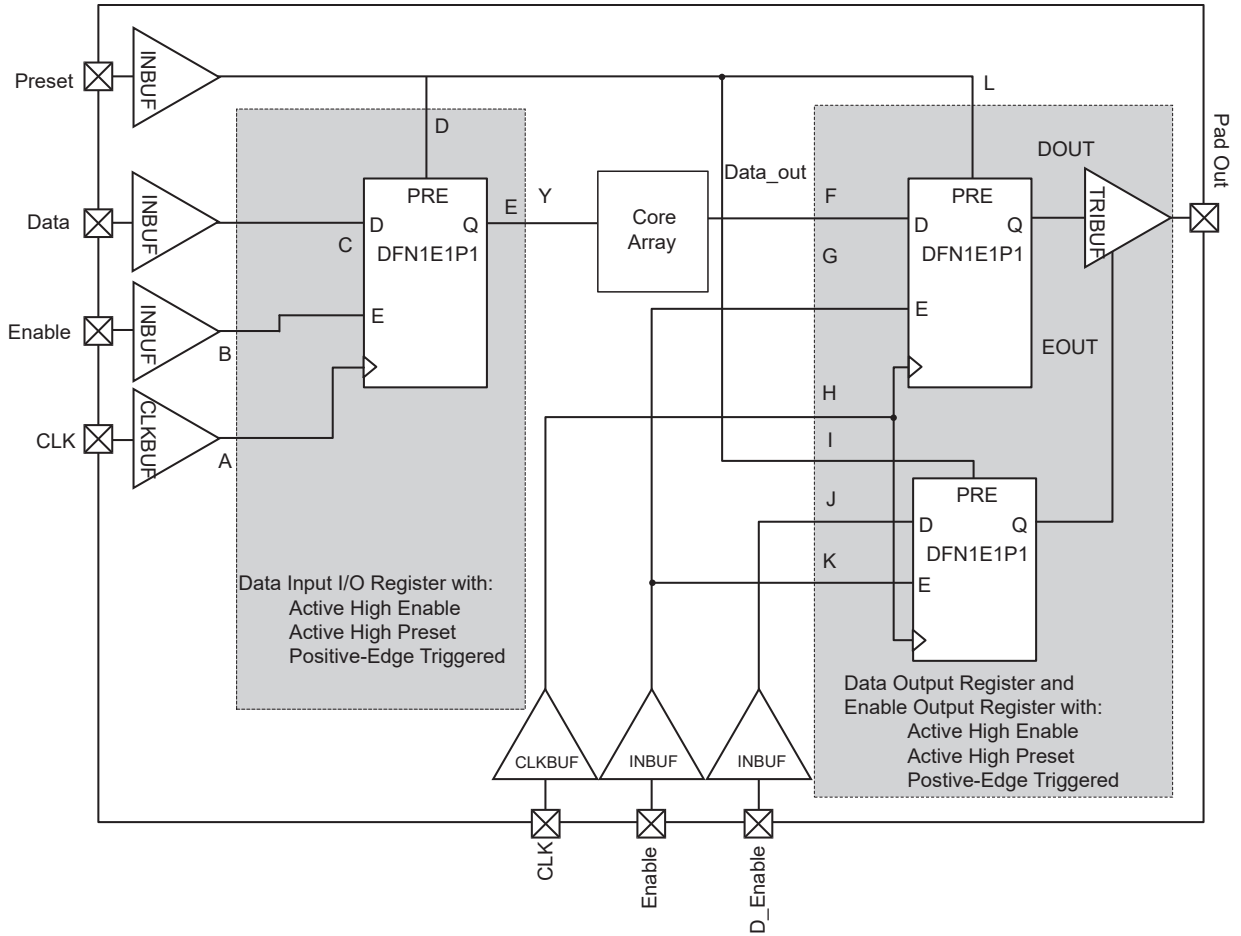 Preset
INBUF
L
D
DOUT
Pad Out
Data
INBUF
PRE
D
Q
DFN1E1P1
C
E
E
Y
Core
Array
Data_out
F
G
PRE
D
Q
DFN1E1P1
E
TRIBUF
EOUT
Enable
INBUF
B
CLK
CLKBUF
A
H
I
J
K
PRE
D
Q
DFN1E1P1
E
Data Input I/O Register with:
Active High Enable
Active High Preset
Positive-Edge Triggered
Data Output Register and
Enable Output Register with:
Active High Enable
Active High Preset
Postive-Edge Triggered
CLKBUF
INBUF
INBUF
CLK
Enable
D_Enable